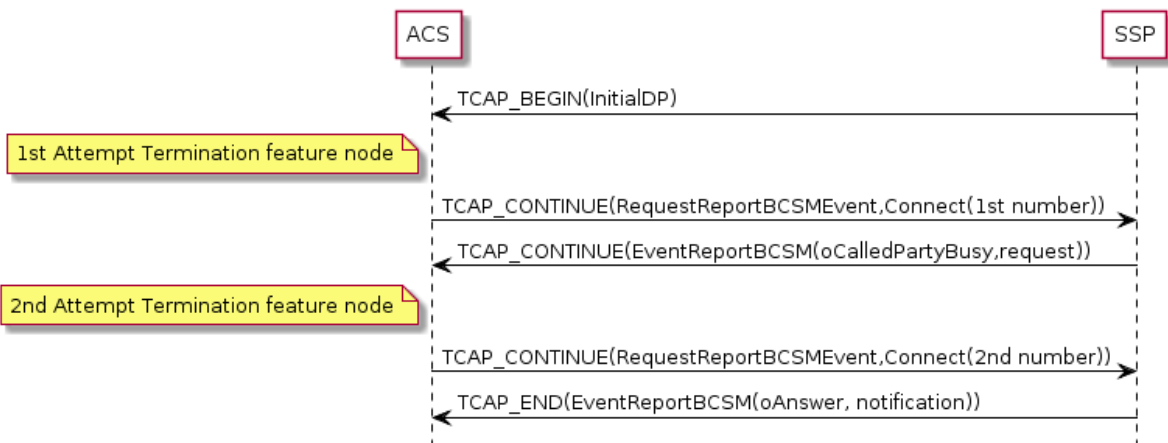 ACS SSP
TCAP_BEGIN(InitialDP)
1st Attempt Termination feature node
TCAP_CONTINUE(RequestReportBCSMEvent,Connect(1st number))
TCAP_CONTINUE(EventReportBCSM(oCalledPartyBusy,request))
2nd Attempt Termination feature node
TCAP_CONTINUE(RequestReportBCSMEvent,Connect(2nd number))
TCAP_END(EventReportBCSM(oAnswer, notification))